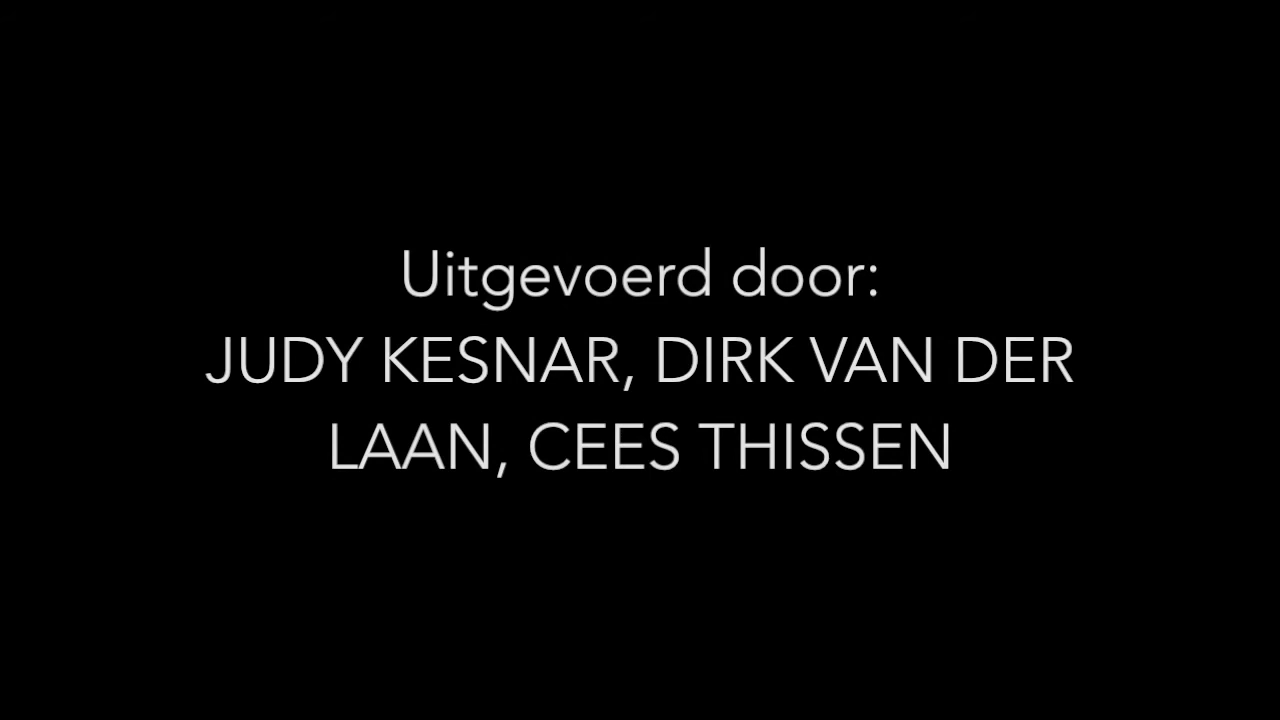 Uitgevoerd door:
JUDY KESNAR, DIRK VAN DER
LAAN, CEES THISSEN